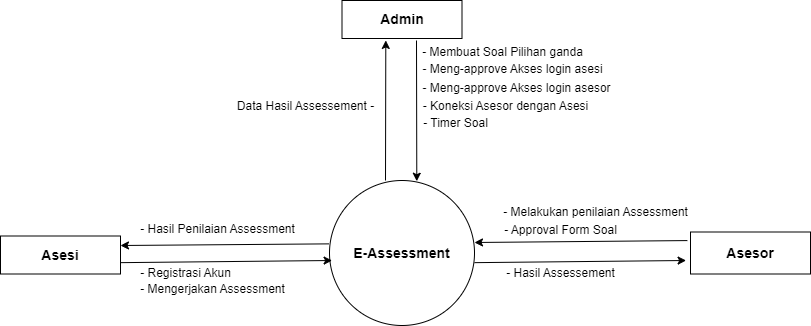 Admin
- Membuat Soal Pilihan ganda
- Meng-approve Akses login asesi
- Meng-approve Akses login asesor
- Koneksi Asesor dengan Asesi
- Timer Soal
Data Hasil Assessement -
- Hasil Penilaian Assessment
Asesi
- Registrasi Akun
- Mengerjakan Assessment
E-Assessment
- Melakukan penilaian Assessment
- Approval Form Soal
Asesor
- Hasil Assessement